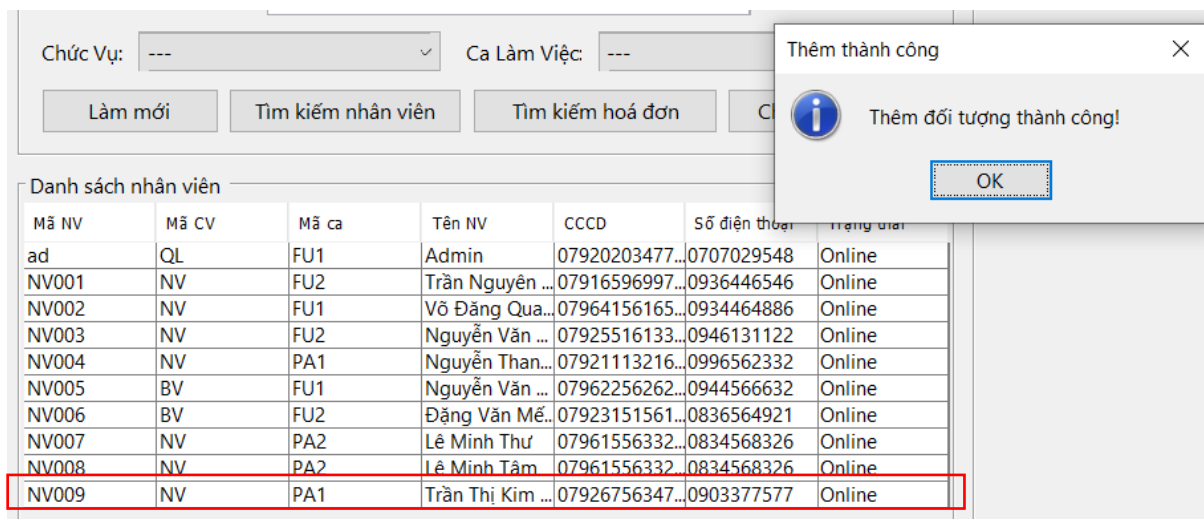 Chức Vụ: --- Ca Làm Việc: ---
Thêm thành công
Làm mới Tìm kiếm nhân viên Tìm kiếm hoá đơn
Thêm đối tượng thành công!
OK
Danh sách nhân viên
Mã NV Mã CV Mã ca Tên NV CCCD Số điện thoại Trạng thái
ad QL FU1 Admin 07920203477... 0707029548 Online
NV001 NV FU2 Trần Nguyên ... 07916596997... 0936446546 Online
NV002 NV FU1 Võ Đăng Qua... 07964156165... 0934464886 Online
NV003 NV FU2 Nguyễn Văn ... 07925516133... 0946131122 Online
NV004 NV PA1 Nguyễn Than... 07921113216... 0996562332 Online
NV005 BV FU1 Nguyễn Văn ... 07962256262... 0944566632 Online
NV006 BV FU2 Đặng Văn Mế... 07923151561... 0836564921 Online
NV007 NV PA2 Lê Minh Thư 07961556332... 0834568326 Online
NV008 NV PA2 Lê Minh Tâm 07961556332... 0834568326 Online
NV009 NV PA1 Trần Thị Kim ... 07926756347... 0903377577 Online